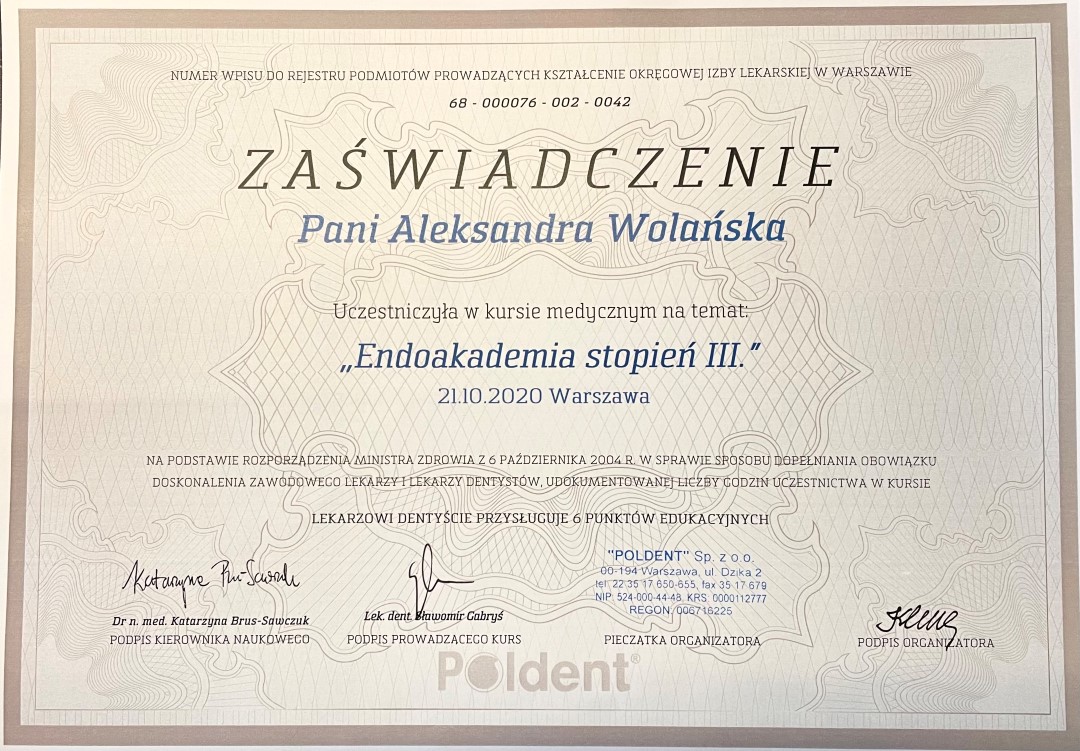 NUMER WPISU DO REJESTRU PODMIOTÓW PROWADZĄCYCH KSZTAŁCENIE OKRĘGOWEJ IZBY LEKARSKIEJ W WARSZAWIE
68 - 000076 - 002 - 0042
ZAŚWIADCZENIE
Pani Aleksandra Wolańska
Uczestniczyła w kursie medycznym na temat:
„Endoakademia stopień III.”
21.10.2020 Warszawa
NA PODSTAWIE ROZPORZĄDZENIA MINISTRA ZDROWIA Z 6 PAŹDZIERNIKA 2004 R. W SPRAWIE SPOSOBU DOPEŁNIANIA OBOWIĄZKU
DOSKONALENIA ZAWODOWEGO LEKARZY I LEKARZY DENTYSTÓW, UDOKUMENTOWANEJ LICZBY GODZIN UCZESTNICTWA W KURSIE
LEKARZOWI DENTYŚCIE PRZYSŁUGUJE 6 PUNKTÓW EDUKACYJNYCH
Katarzyna Brus-Sawczuk
Dr n. med. Katarzyna Brus-Sawczuk
PODPIS KIEROWNIKA NAUKOWEGO
Lek. dent. Sławomir Gabryś
PODPIS PROWADZĄCEGO KURS
"POLDENT" Sp. z o.o.
00-194 Warszawa, ul. Dzika 2
tel. 22 35 17 650-655, fax 35 17 679
NIP: 524-000-44-48, KRS: 0000112777
REGON: 006716225
PIECZĄTKA ORGANIZATORA
PODPIS ORGANIZATORA
Poldent®